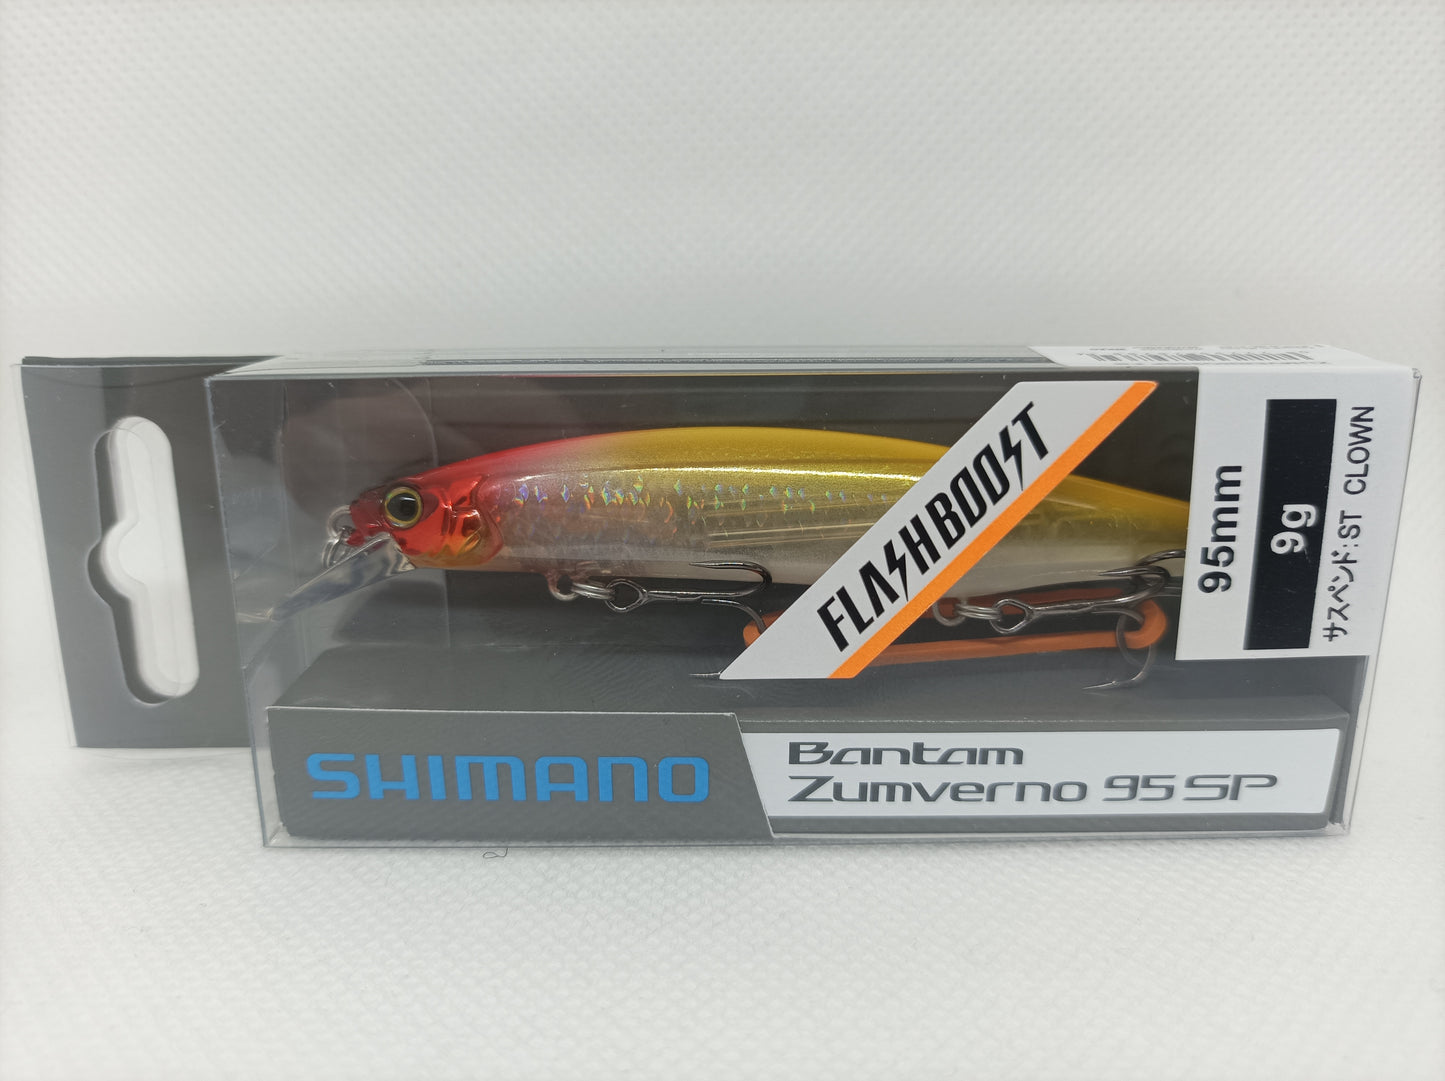 FLASHBOOST
95mm
9g
サスペンド:ST CLOWN
SHIMANO
Bantam
Zumverno 95 SP